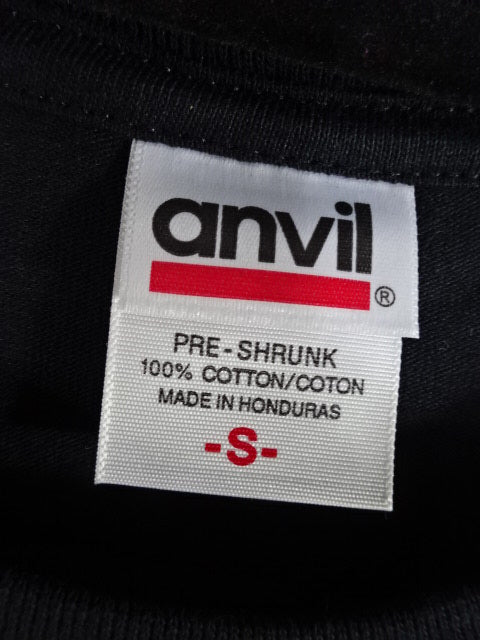 anvil
®
PRE-SHRUNK
100% COTTON/COTON
MADE IN HONDURAS
-S-